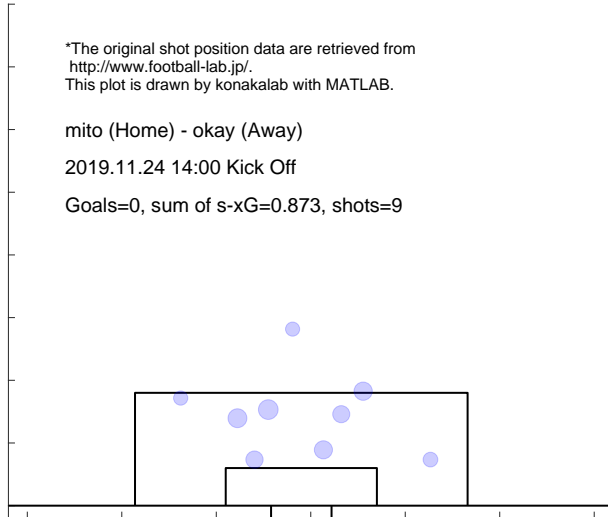 *The original shot position data are retrieved from
http://www.football-lab.jp/.
This plot is drawn by konakalab with MATLAB.
mito (Home) - okay (Away)
2019.11.24 14:00 Kick Off
Goals=0, sum of s-xG=0.873, shots=9